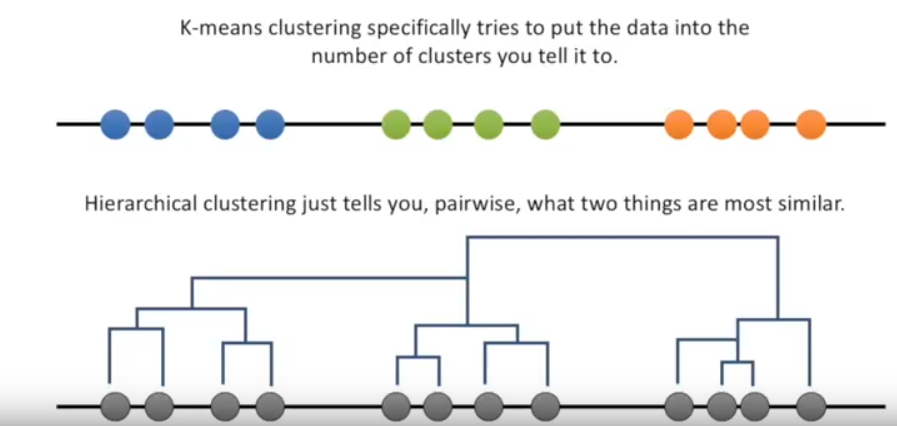 K-means clustering specifically tries to put the data into the
number of clusters you tell it to.
Hierarchical clustering just tells you, pairwise, what two things are most similar.